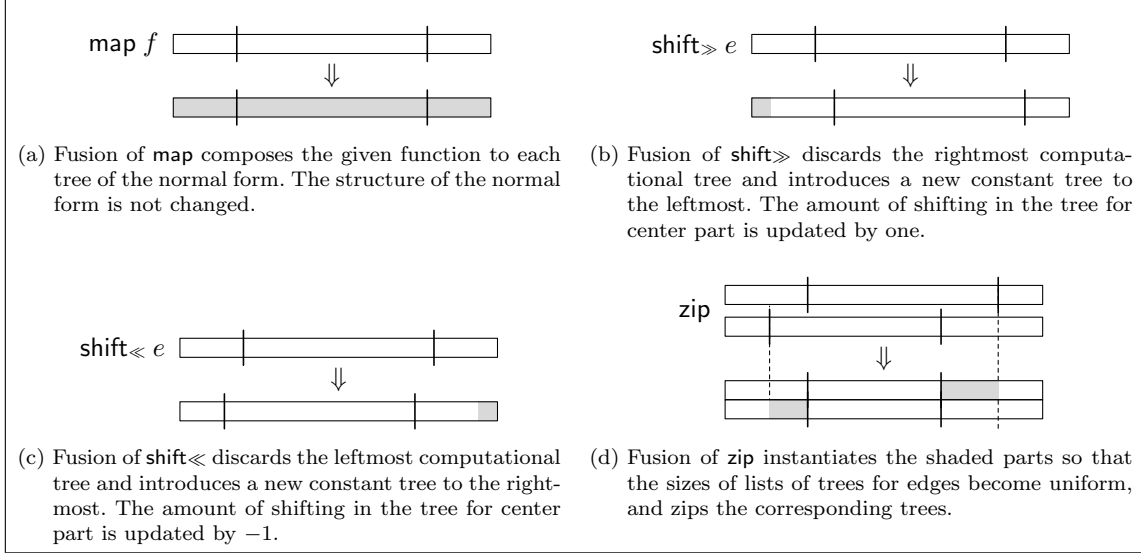 map f
⇓
(a) Fusion of map composes the given function to each
tree of the normal form. The structure of the normal
form is not changed.
shift≫ e
⇓
(b) Fusion of shift≫ discards the rightmost computa-
tional tree and introduces a new constant tree to
the leftmost. The amount of shifting in the tree for
center part is updated by one.
shift≪ e
⇓
(c) Fusion of shift≪ discards the leftmost computational
tree and introduces a new constant tree to the right-
most. The amount of shifting in the tree for center
part is updated by −1.
zip
⇓
(d) Fusion of zip instantiates the shaded parts so that
the sizes of lists of trees for edges become uniform,
and zips the corresponding trees.